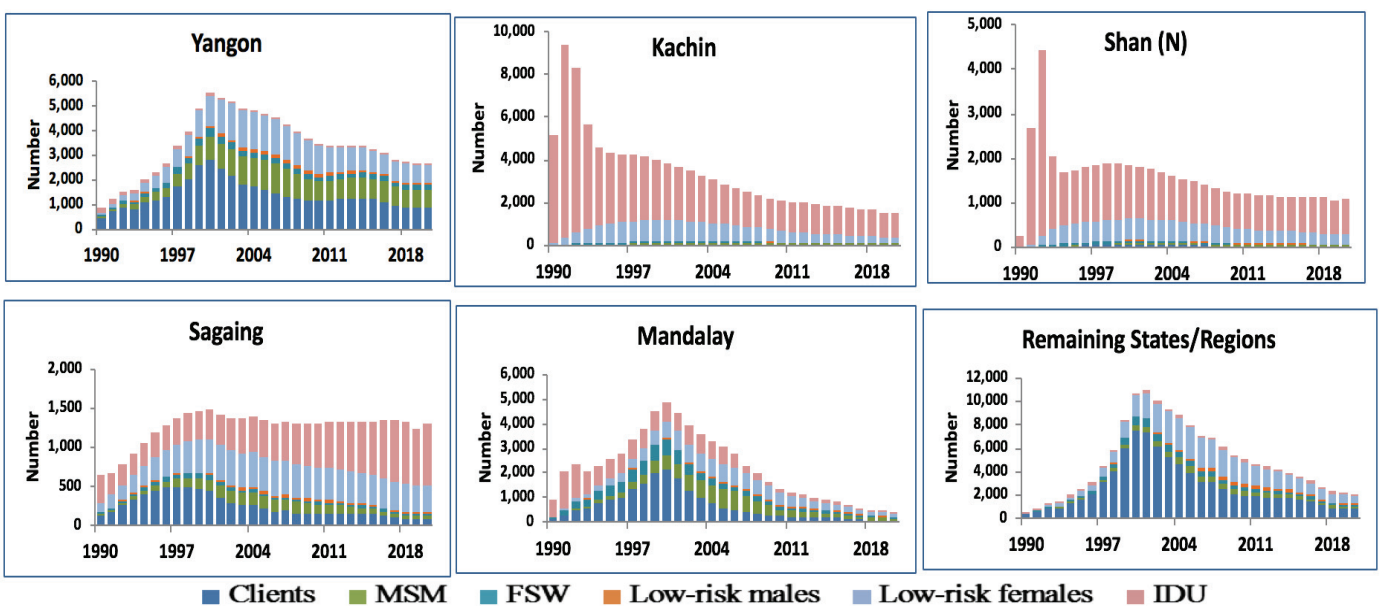 Yangon
Number
6,000
5,000
4,000
3,000
2,000
1,000
0
1990 1997 2004 2011 2018
Kachin
Number
10,000
8,000
6,000
4,000
2,000
0
1990 1997 2004 2011 2018
Shan (N)
Number
5,000
4,000
3,000
2,000
1,000
0
1990 1997 2004 2011 2018
Sagaing
Number
2,000
1,500
1,000
500
0
1990 1997 2004 2011 2018
Mandalay
Number
6,000
5,000
4,000
3,000
2,000
1,000
0
1990 1997 2004 2011 2018
Remaining States/Regions
Number
12,000
10,000
8,000
6,000
4,000
2,000
0
1990 1997 2004 2011 2018
Clients MSM FSW Low-risk males Low-risk females IDU